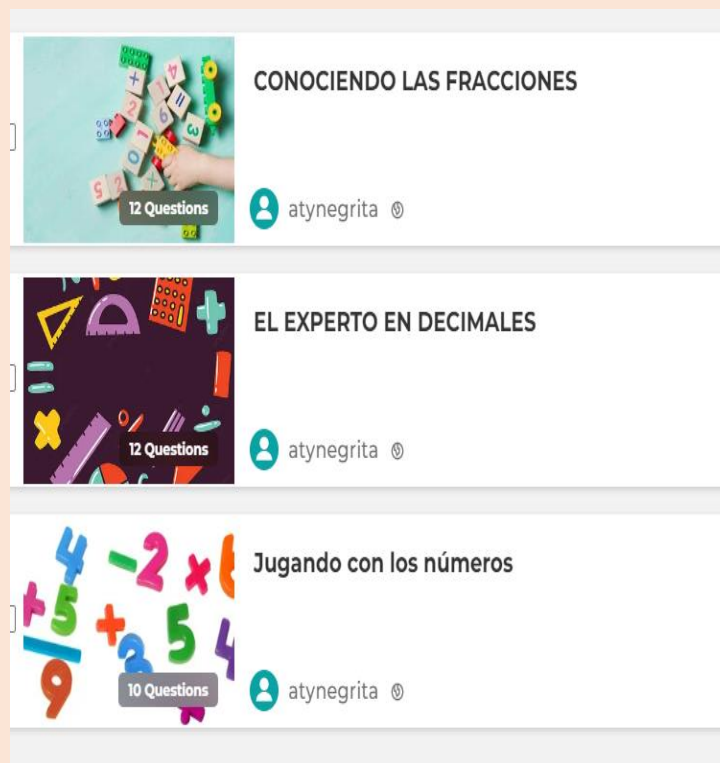 CONOCIENDO LAS FRACCIONES
12 Questions
atynegrita
EL EXPERTO EN DECIMALES
12 Questions
atynegrita
Jugando con los números
10 Questions
atynegrita